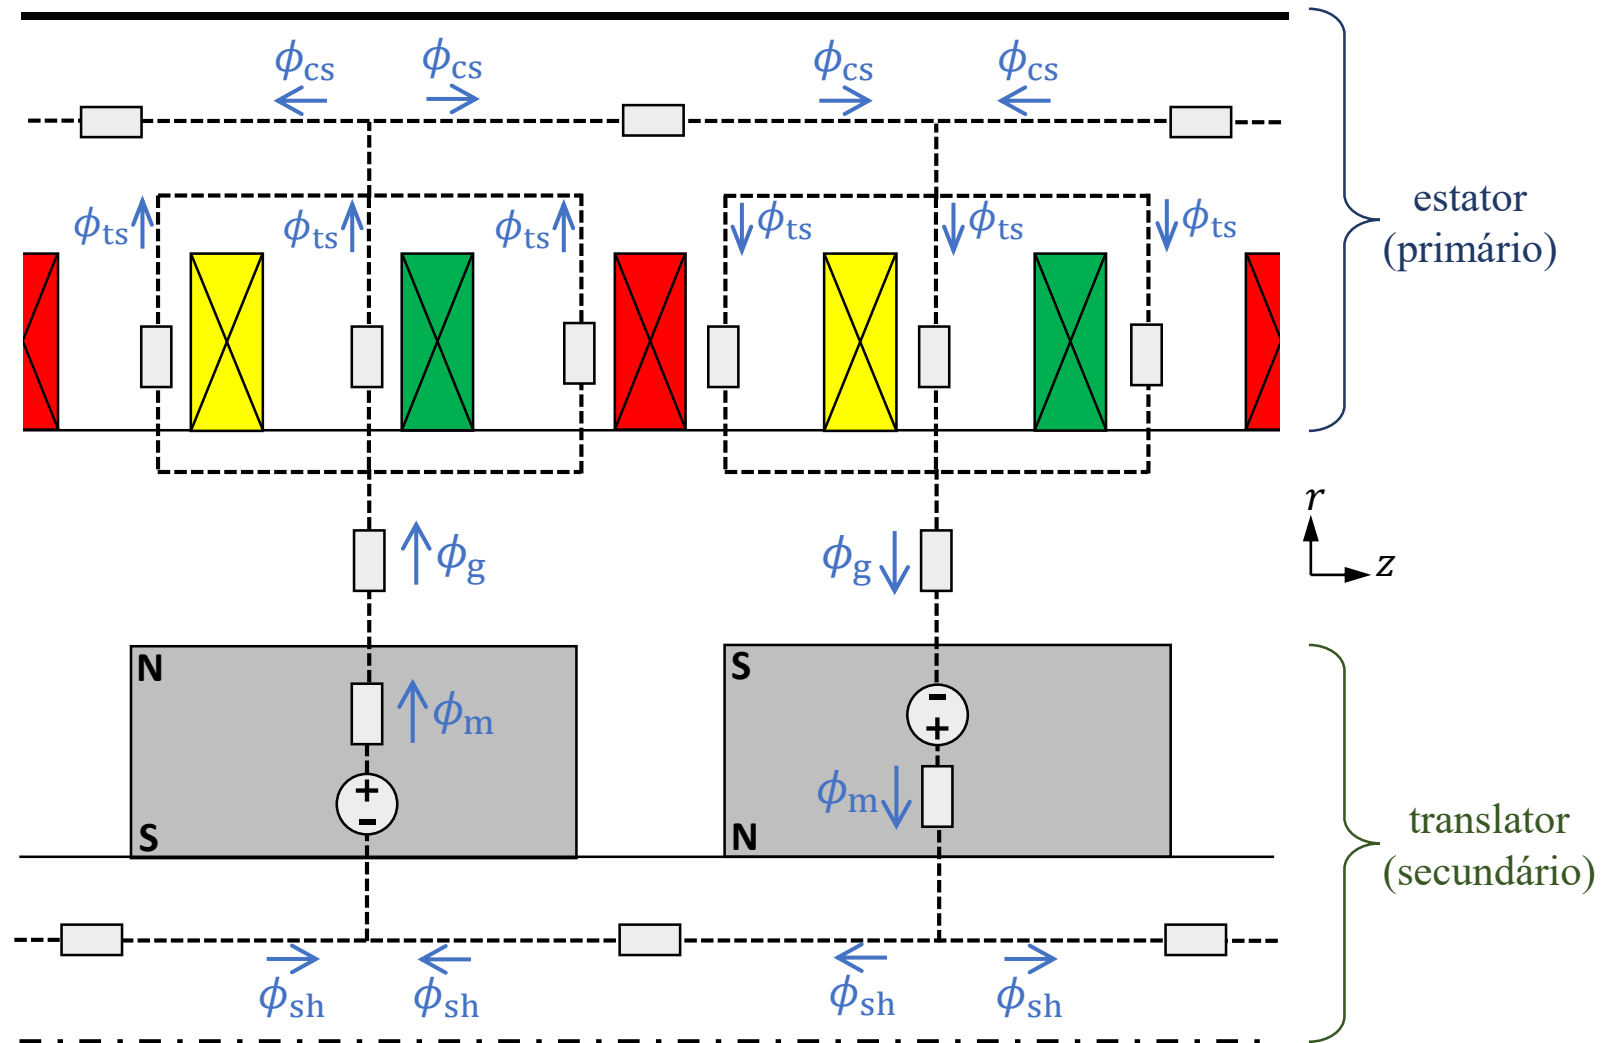 ϕcs ϕcs ϕcs ϕcs
ϕts ϕts ϕts ϕts ϕts ϕts
estator
(primário)
r
z
ϕg ϕg
N S
ϕm
+ -
- +
ϕm
S N
translator
(secundário)
ϕsh ϕsh ϕsh ϕsh